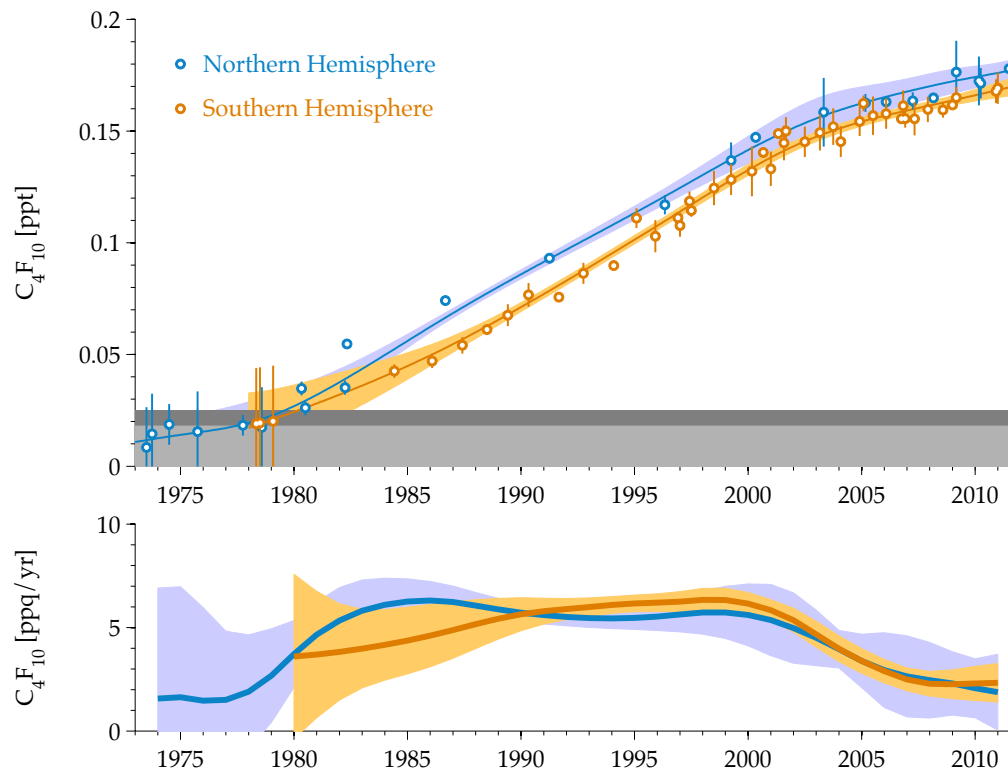 0.2
Northern Hemisphere
Southern Hemisphere
0.15
C₄F₁₀ [ppt]
0.1
0.05
0
1975 1980 1985 1990 1995 2000 2005 2010
10
C₄F₁₀ [ppq/yr]
5
0
1975 1980 1985 1990 1995 2000 2005 2010